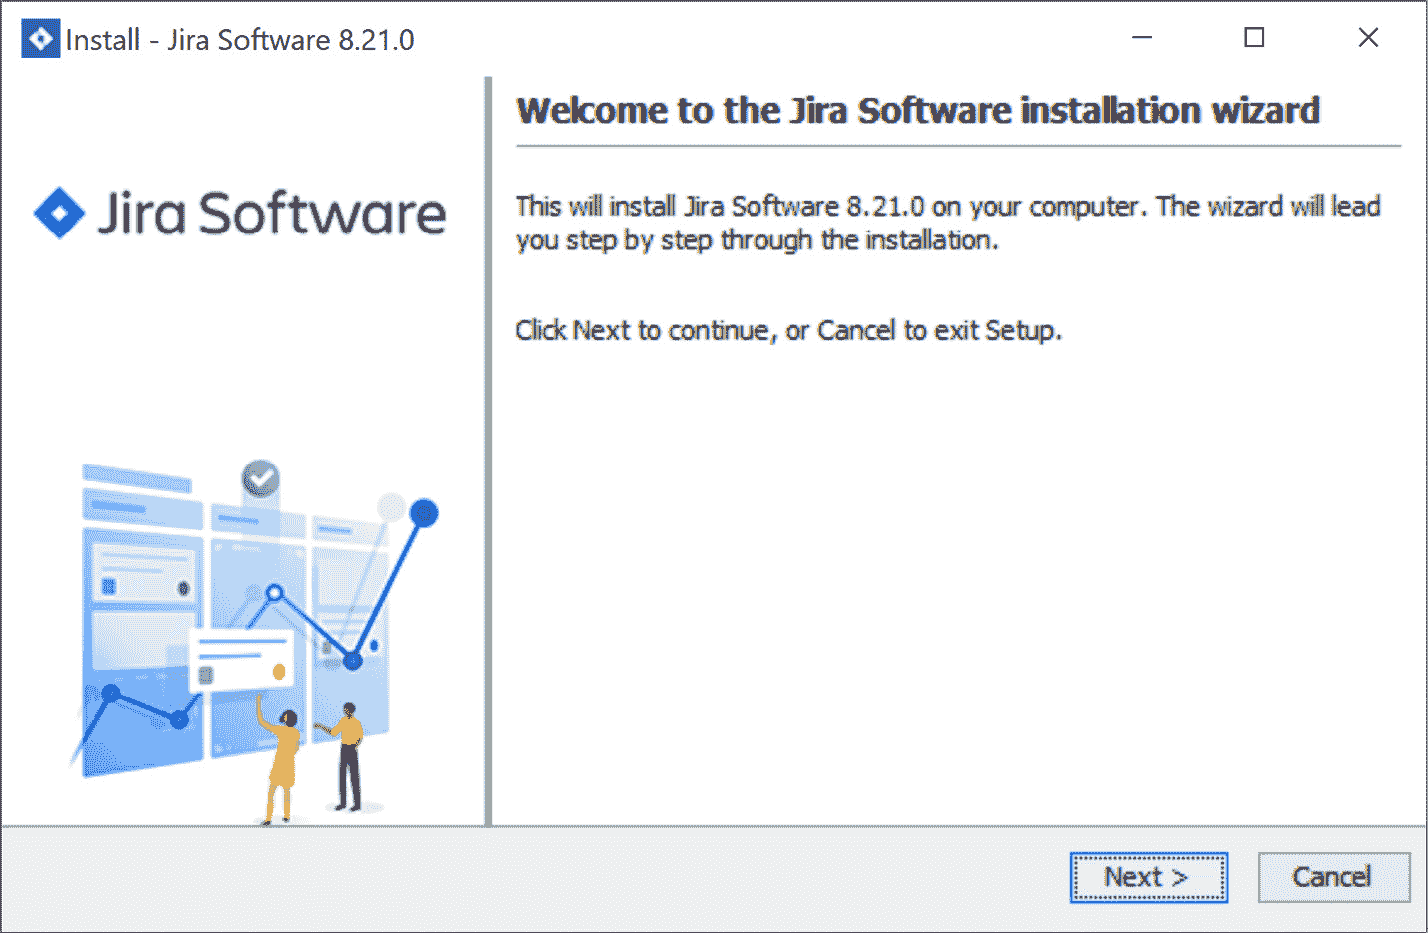 Install - Jira Software 8.21.0
Jira Software
Welcome to the Jira Software installation wizard
This will install Jira Software 8.21.0 on your computer. The wizard will lead
you step by step through the installation.
Click Next to continue, or Cancel to exit Setup.
Next >
Cancel